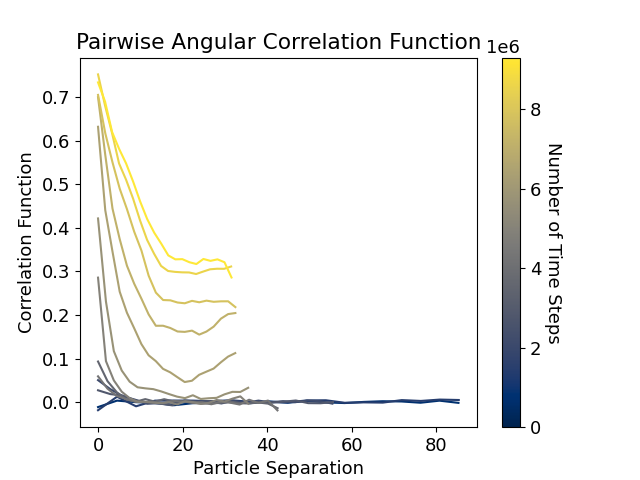 Pairwise Angular Correlation Function
1e6
0.7
0.6
0.5
0.4
0.3
0.2
0.1
0.0
Correlation Function
0 20 40 60 80
Particle Separation
8
6
4
2
0
Number of Time Steps